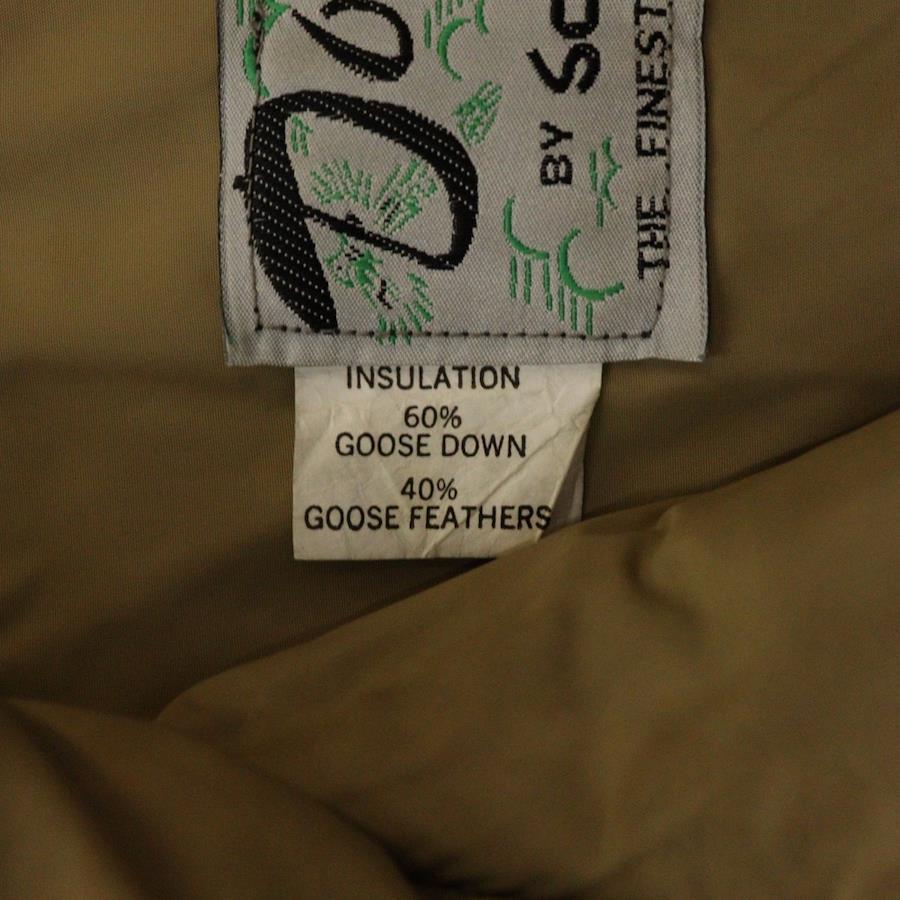 BY
THE FINEST
INSULATION
60%
GOOSE DOWN
40%
GOOSE FEATHERS